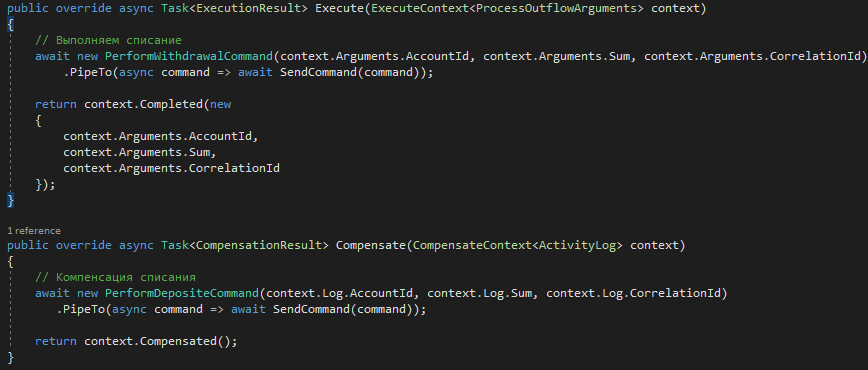 public override async Task<ExecutionResult> Execute(ExecuteContext<ProcessOutflowArguments> context)
{
// Выполняем списание
await new PerformWithdrawalCommand(context.Arguments.AccountId, context.Arguments.Sum, context.Arguments.CorrelationId)
.PipeTo(async command => await SendCommand(command));
return context.Completed(new
{
context.Arguments.AccountId,
context.Arguments.Sum,
context.Arguments.CorrelationId
});
}
1 reference
public override async Task<CompensationResult> Compensate(CompensateContext<ActivityLog> context)
{
// Компенсация списания
await new PerformDepositeCommand(context.Log.AccountId, context.Log.Sum, context.Log.CorrelationId)
.PipeTo(async command => await SendCommand(command));
return context.Compensated();
}